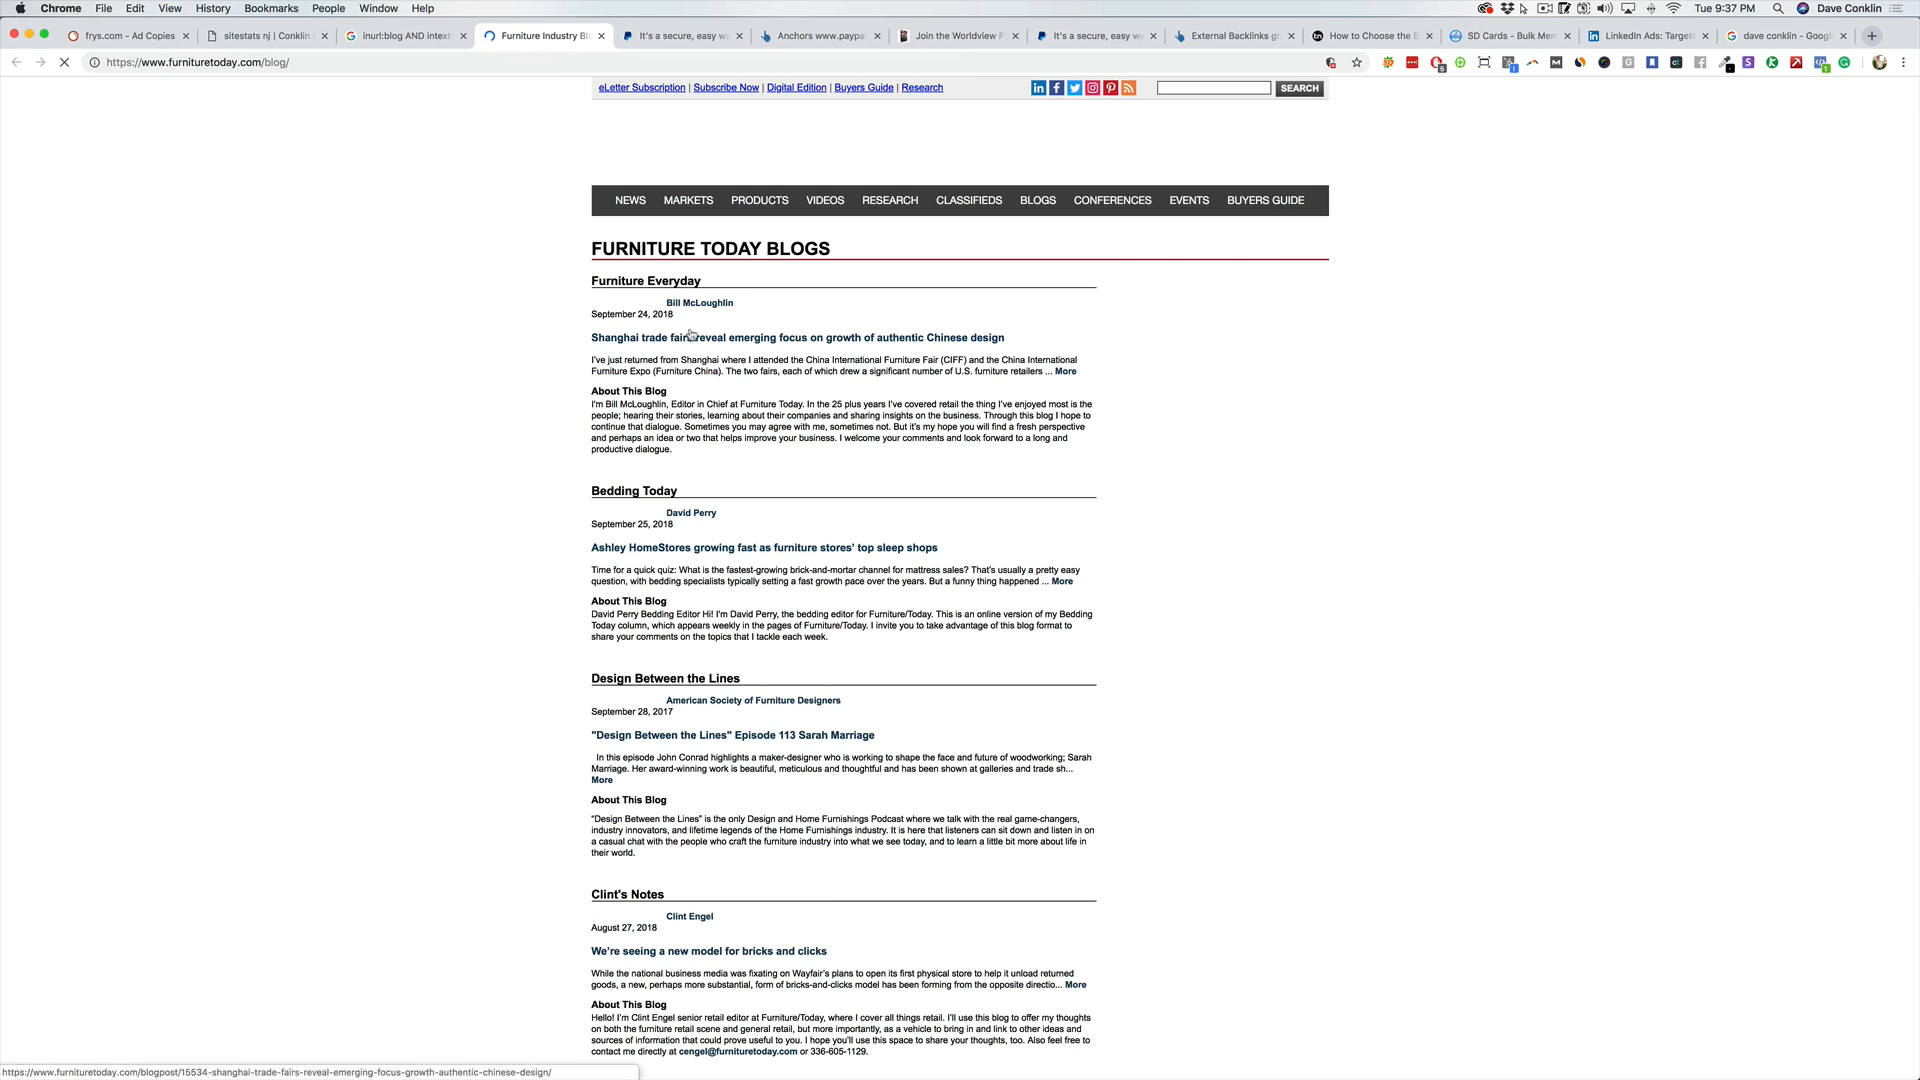 Chrome File Edit View History Bookmarks People Window Help Tue 9:37 PM Dave Conklin
frys.com - Ad Copies sitestats nj | Conklin inurl:blog AND intext: Furniture Industry Bl It's a secure, easy w Anchors www.paypa Join the Worldview P It's a secure, easy w External Backlinks gr How to Choose the B SD Cards - Bulk Mem LinkedIn Ads: Target dave conklin - Goog
https://www.furnituretoday.com/blog/
eLetter Subscription | Subscribe Now | Digital Edition | Buyers Guide | Research SEARCH
NEWS MARKETS PRODUCTS VIDEOS RESEARCH CLASSIFIEDS BLOGS CONFERENCES EVENTS BUYERS GUIDE
FURNITURE TODAY BLOGS
Furniture Everyday
Bill McLoughlin
September 24, 2018
Shanghai trade fairs reveal emerging focus on growth of authentic Chinese design
I've just returned from Shanghai where I attended the China International Furniture Fair (CIFF) and the China International
Furniture Expo (Furniture China). The two fairs, each of which drew a significant number of U.S. furniture retailers ... More
About This Blog
I'm Bill McLoughlin, Editor in Chief at Furniture Today. In the 25 plus years I've covered retail the thing I've enjoyed most is the
people; hearing their stories, learning about their companies and sharing insights on the business. Through this blog I hope to
continue that dialogue. Sometimes you may agree with me, sometimes not. But it's my hope you will find a fresh perspective
and perhaps an idea or two that helps improve your business. I welcome your comments and look forward to a long and
productive dialogue.
Bedding Today
David Perry
September 25, 2018
Ashley HomeStores growing fast as furniture stores' top sleep shops
Time for a quick quiz: What is the fastest-growing brick-and-mortar channel for mattress sales? That's usually a pretty easy
question, with bedding specialists typically setting a fast growth pace over the years. But a funny thing happened ... More
About This Blog
David Perry Bedding Editor Hi! I'm David Perry, the bedding editor for Furniture/Today. This is an online version of my Bedding
Today column, which appears weekly in the pages of Furniture/Today. I invite you to take advantage of this blog format to
share your comments on the topics that I tackle each week.
Design Between the Lines
American Society of Furniture Designers
September 28, 2017
"Design Between the Lines" Episode 113 Sarah Marriage
In this episode John Conrad highlights a maker-designer who is working to shape the face and future of woodworking; Sarah
Marriage. Her award-winning work is beautiful, meticulous and thoughtful and has been shown at galleries and trade sh...
More
About This Blog
"Design Between the Lines" is the only Design and Home Furnishings Podcast where we talk with the real game-changers,
industry innovators, and lifetime legends of the Home Furnishings industry. It is here that listeners can sit down and listen in on
a casual chat with the people who craft the furniture industry into what we see today, and to learn a little bit more about life in
their world.
Clint's Notes
Clint Engel
August 27, 2018
We're seeing a new model for bricks and clicks
While the national business media was fixating on Wayfair's plans to open its first physical store to help it unload returned
goods, a new, perhaps more substantial, form of bricks-and-clicks model has been forming from the opposite directio... More
About This Blog
Hello! I'm Clint Engel senior retail editor at Furniture/Today, where I cover all things retail. I'll use this blog to offer my thoughts
on both the furniture retail scene and general retail, but more importantly, as a vehicle to bring in and link to other ideas and
sources of information that could prove useful to you. I hope you'll use this space to share your thoughts, too. Also feel free to
contact me directly at cengel@furnituretoday.com or 336-605-1129.
https://www.furnituretoday.com/blogpost/15534-shanghai-trade-fairs-reveal-emerging-focus-growth-authentic-chinese-design/